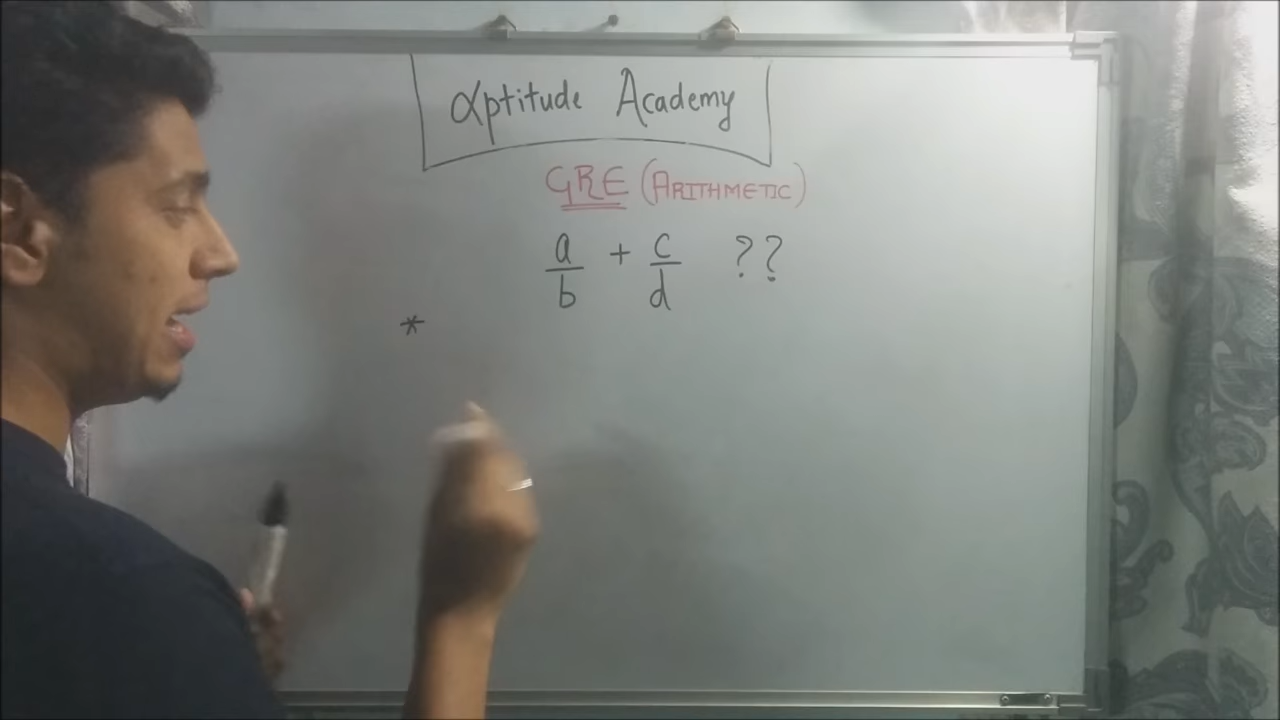 αptitude Academy
GRE (ARITHMETIC)
a/b + c/d ??
*